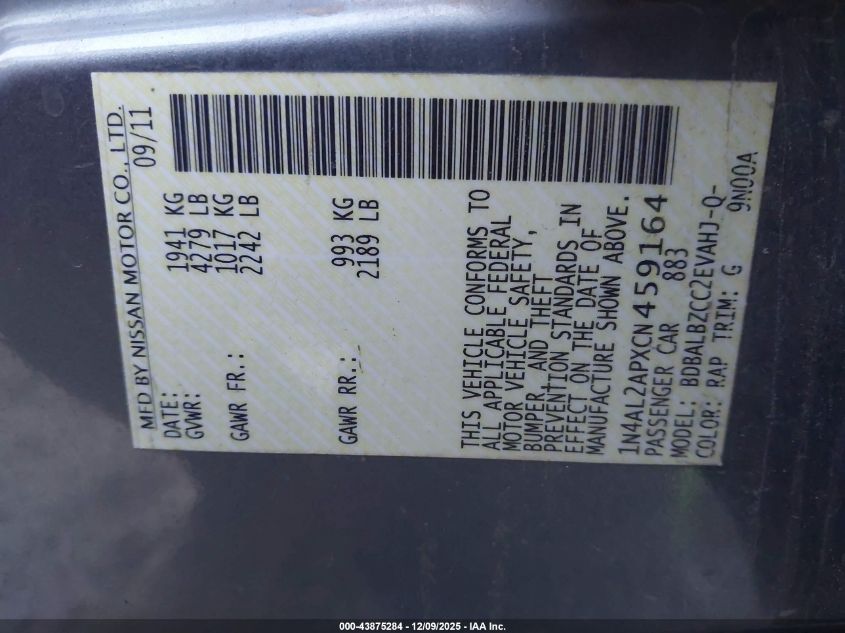 MFD BY NISSAN MOTOR CO., LTD.
DATE: 09/11
GVWR: 1941 KG
4279 LB
GAWR FR.: 1017 KG
2242 LB
GAWR RR.: 993 KG
2189 LB
THIS VEHICLE CONFORMS TO
ALL APPLICABLE FEDERAL
MOTOR VEHICLE SAFETY,
BUMPER, AND THEFT
PREVENTION STANDARDS IN
EFFECT ON THE DATE OF
MANUFACTURE SHOWN ABOVE.
1N4AL2APXCN459164
PASSENGER CAR 883
MODEL: BDBALBZCC2EVAHJ-Q-
COLOR: RAP TRIM: G 9N00A
000-43875284 - 12/09/2025 - IAA Inc.